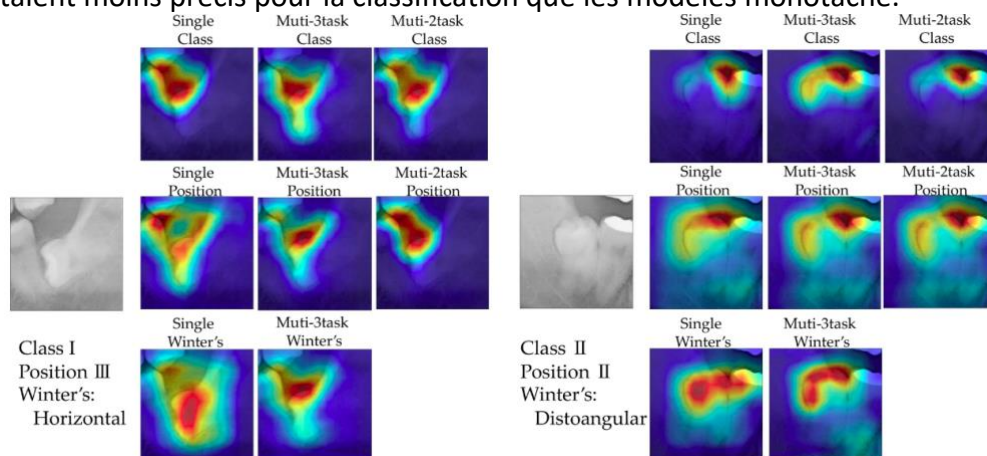 taient moins précis pour la classification que les modèles monotâche.
Single Class
Muti-3task Class
Muti-2task Class
Single Position
Muti-3task Position
Muti-2task Position
Single Winter's
Muti-3task Winter's
Class I
Position III
Winter's:
Horizontal
Single Class
Muti-3task Class
Muti-2task Class
Single Position
Muti-3task Position
Muti-2task Position
Single Winter's
Muti-3task Winter's
Class II
Position II
Winter's:
Distoangular